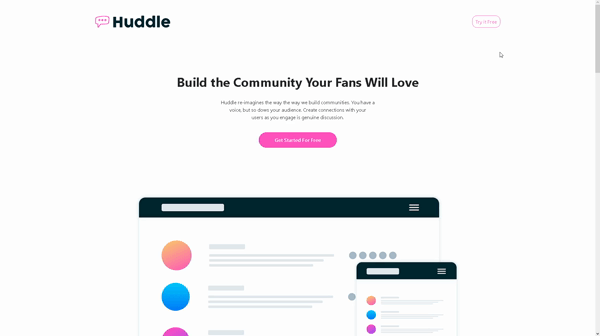 Huddle
Try It Free
Build the Community Your Fans Will Love
Huddle re-imagines the way the way we build communities. You have a
voice, but so does your audience. Create connections with your
users as you engage in genuine discussion.
Get Started For Free